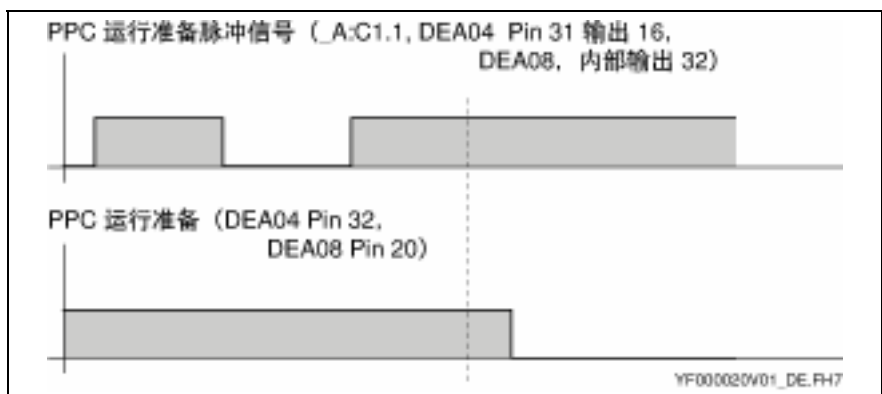 PPC 运行准备脉冲信号（_A:C1.1, DEA04 Pin 31 输出 16,
DEA08, 内部输出 32）
PPC 运行准备（DEA04 Pin 32,
DEA08 Pin 20）
YF000020V01_DE.FH7